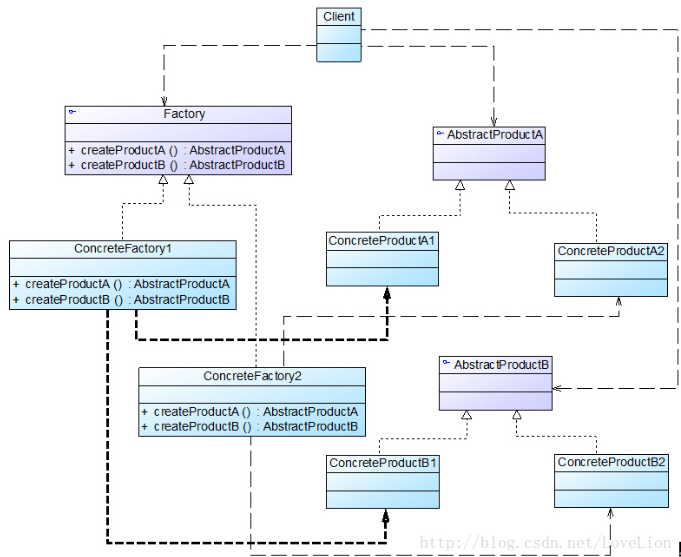 Client
Factory
+ createProductA () : AbstractProductA
+ createProductB () : AbstractProductB
AbstractProductA
ConcreteFactory1
+ createProductA () : AbstractProductA
+ createProductB () : AbstractProductB
ConcreteProductA1
ConcreteProductA2
ConcreteFactory2
+ createProductA () : AbstractProductA
+ createProductB () : AbstractProductB
AbstractProductB
ConcreteProductB1
ConcreteProductB2
http://blog.csdn.net/LoveLion